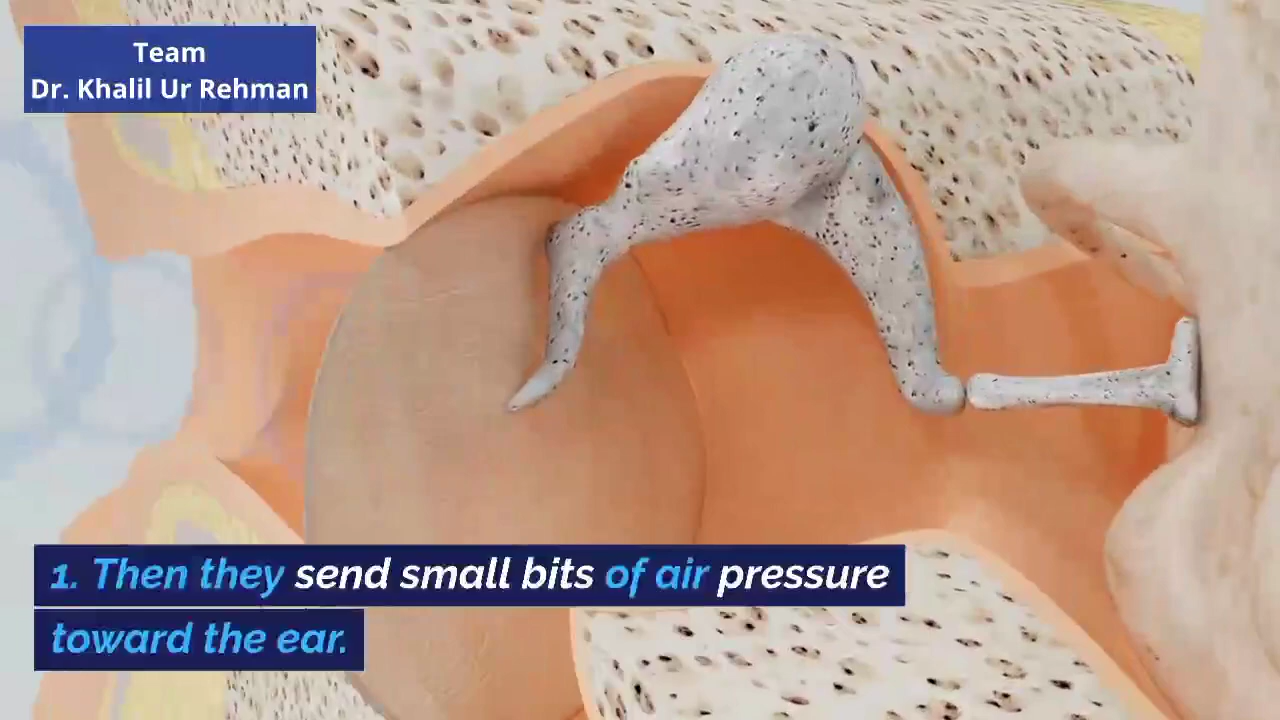 Team
Dr. Khalil Ur Rehman
1. Then they send small bits of air pressure
toward the ear.